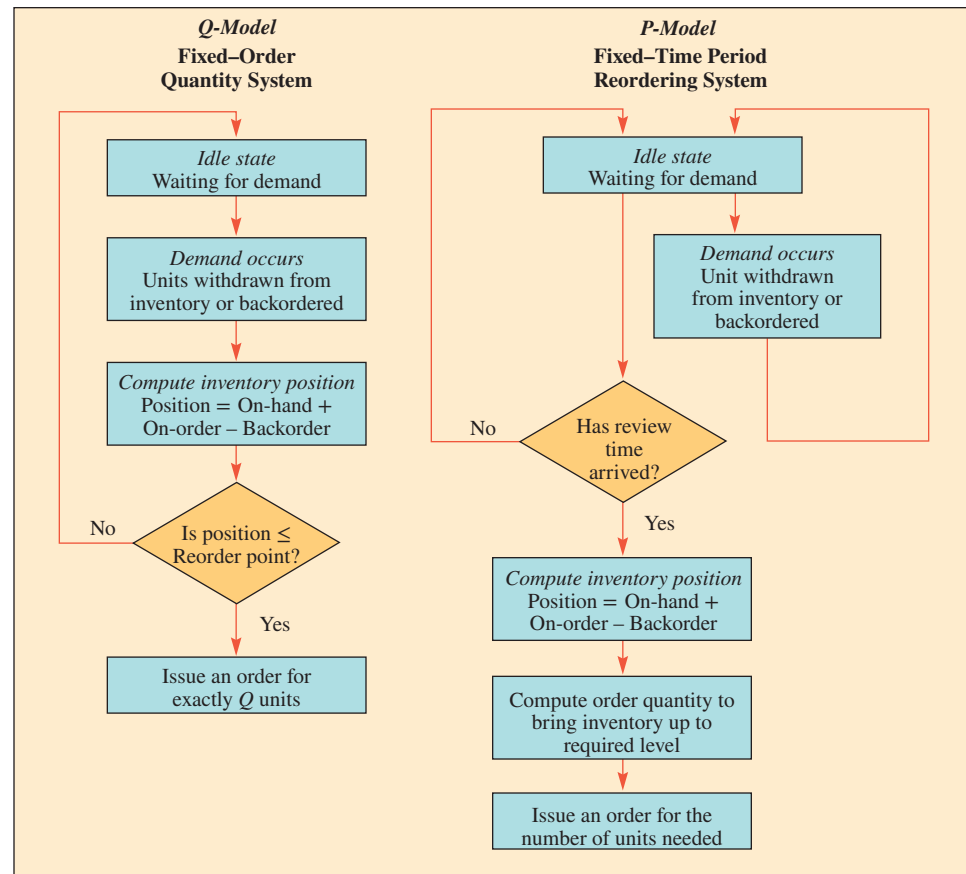 Q-Model
Fixed–Order
Quantity System
Idle state
Waiting for demand
Demand occurs
Units withdrawn from
inventory or backordered
Compute inventory position
Position = On-hand +
On-order – Backorder
No
Is position ≤
Reorder point?
Yes
Issue an order for
exactly Q units
P-Model
Fixed–Time Period
Reordering System
Idle state
Waiting for demand
Demand occurs
Unit withdrawn
from inventory or
backordered
No
Has review
time
arrived?
Yes
Compute inventory position
Position = On-hand +
On-order – Backorder
Compute order quantity to
bring inventory up to
required level
Issue an order for the
number of units needed